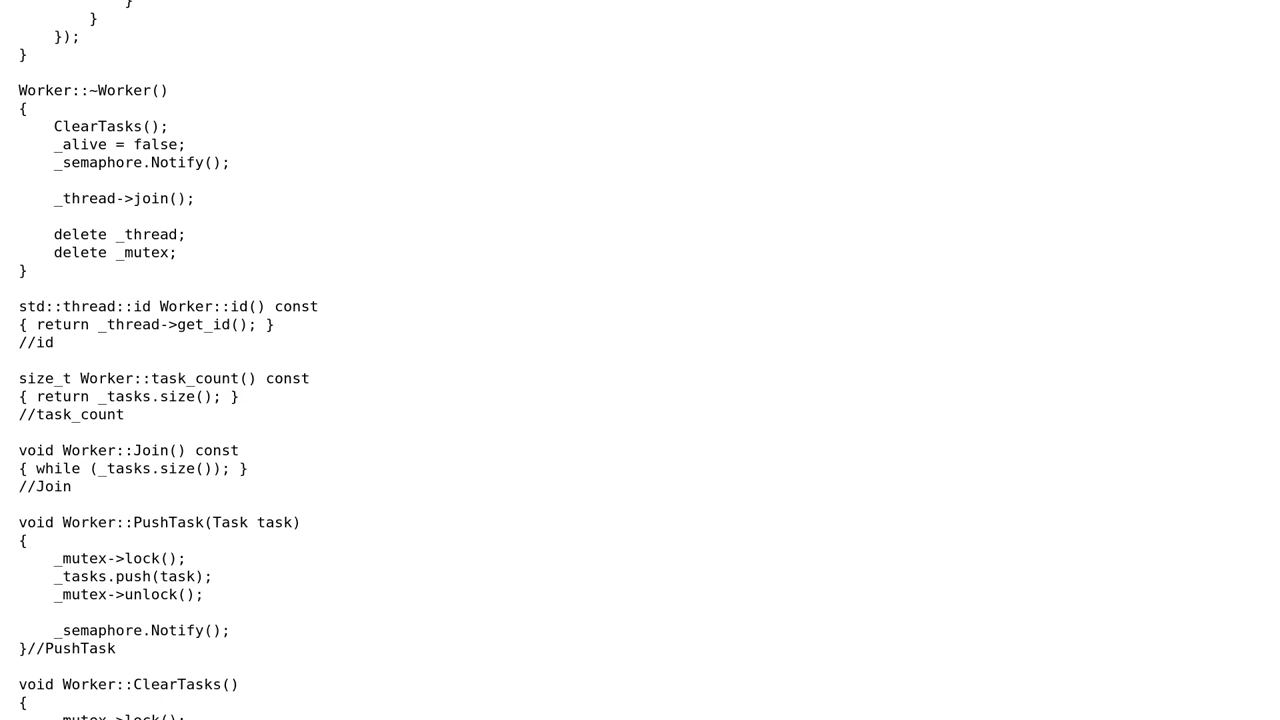 }
        }
    });
}

Worker::~Worker()
{
    ClearTasks();
    _alive = false;
    _semaphore.Notify();

    _thread->join();

    delete _thread;
    delete _mutex;
}

std::thread::id Worker::id() const
{ return _thread->get_id(); }
//id

size_t Worker::task_count() const
{ return _tasks.size(); }
//task_count

void Worker::Join() const
{ while (_tasks.size()); }
//Join

void Worker::PushTask(Task task)
{
    _mutex->lock();
    _tasks.push(task);
    _mutex->unlock();

    _semaphore.Notify();
}//PushTask

void Worker::ClearTasks()
{
    _mutex->lock();